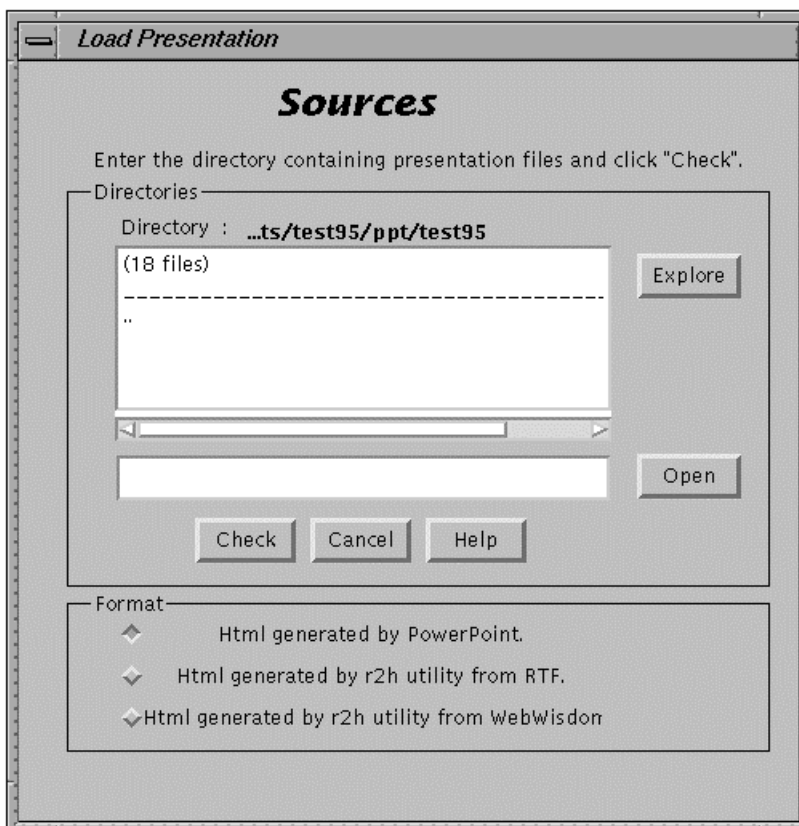 Load Presentation
Sources
Enter the directory containing presentation files and click "Check".
Directories
Directory : ...ts/test95/ppt/test95
(18 files)
----------------------------------------
..
Explore
Open
Check Cancel Help
Format
Html generated by PowerPoint.
Html generated by r2h utility from RTF.
Html generated by r2h utility from WebWisdon